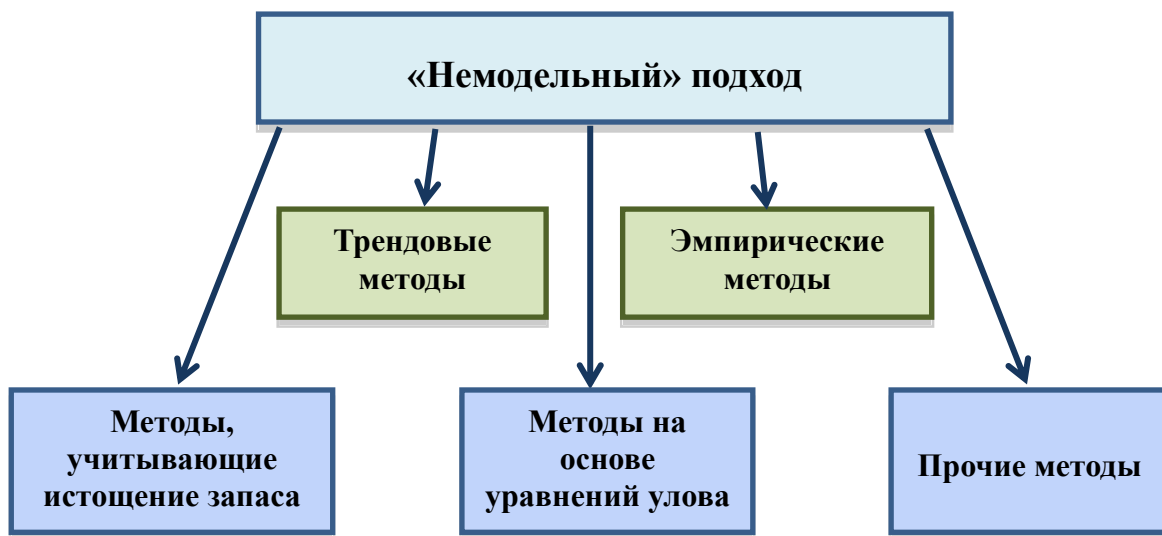 «Немодельный» подход
Трендовые
методы
Эмпирические
методы
Методы,
учитывающие
истощение запаса
Методы на
основе
уравнений улова
Прочие методы